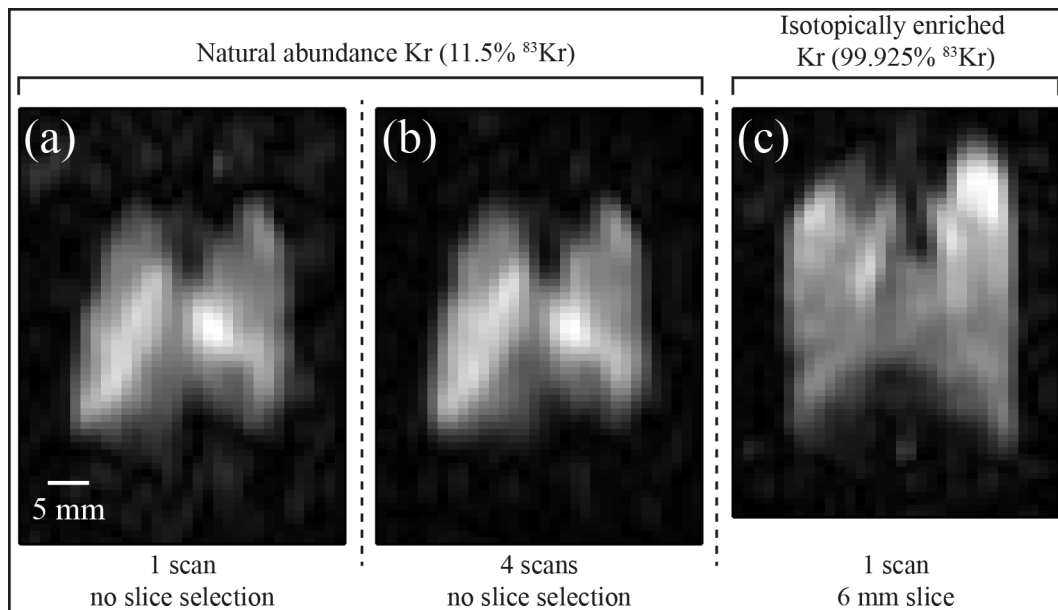 Natural abundance Kr (11.5% ⁸³Kr)
Isotopically enriched
Kr (99.925% ⁸³Kr)
(a)
(b)
(c)
5 mm
1 scan
no slice selection
4 scans
no slice selection
1 scan
6 mm slice